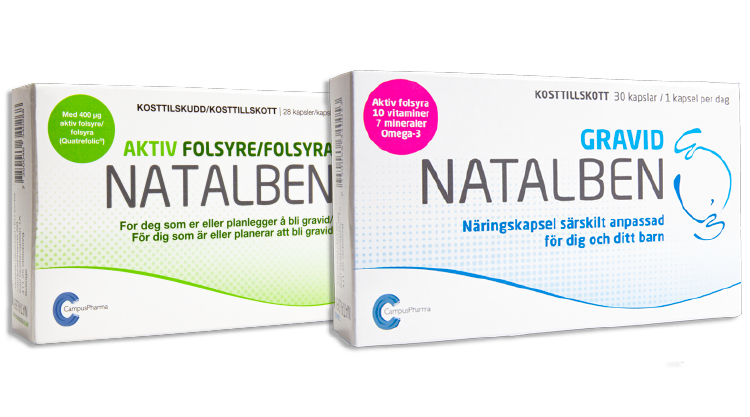 Med 400 µg
aktiv folsyre/
folsyra
(Quatrefolic®)
KOSTTILSKUDD/KOSTTILLSKOTT | 28 kapsler/kaps
AKTIV FOLSYRE/FOLSYRA
NATALBEN
For deg som er eller planlegger å bli gravid/
För dig som är eller planerar att bli gravid
CampusPharma
Aktiv folsyra
10 vitaminer
7 mineraler
Omega-3
KOSTTILLSKOTT 30 kapslar / 1 kapsel per dag
GRAVID
NATALBEN
Näringskapsel särskilt anpassad
för dig och ditt barn
CampusPharma